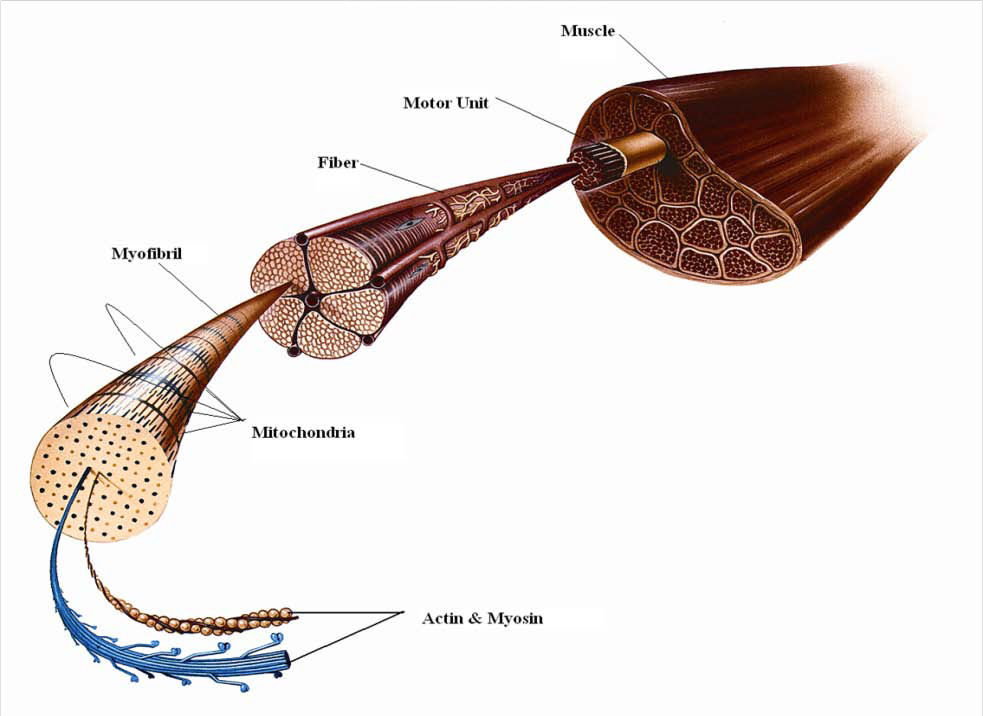 Muscle
Motor Unit
Fiber
Myofibril
Mitochondria
Actin & Myosin